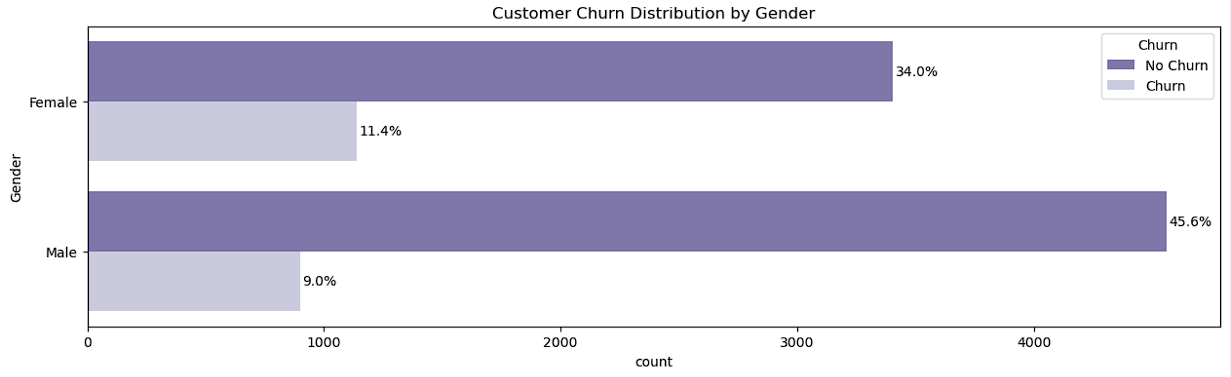 Customer Churn Distribution by Gender
Churn
No Churn
Churn
34.0%
Female
11.4%
Gender
45.6%
Male
9.0%
0 1000 2000 3000 4000
count